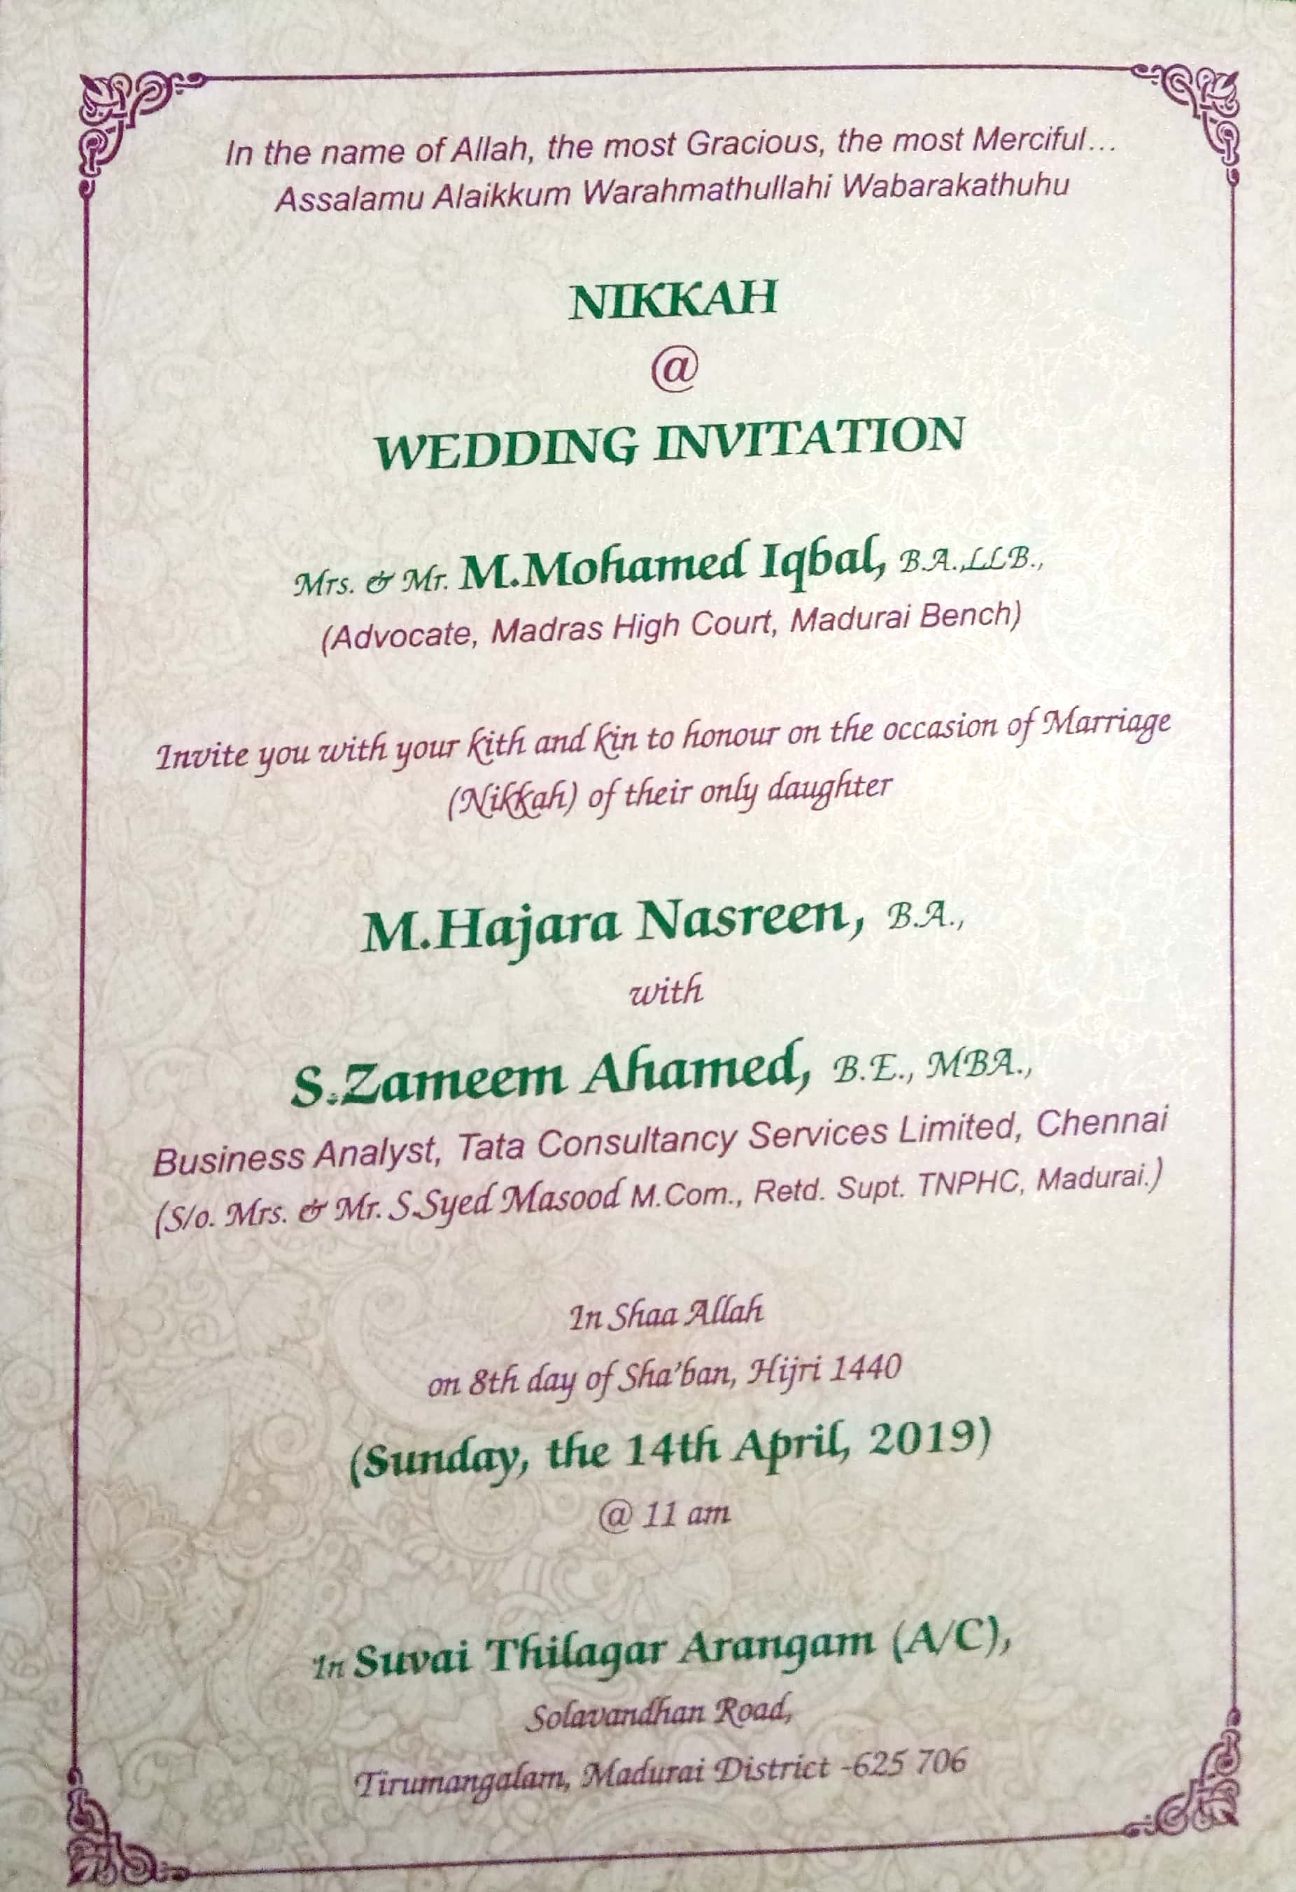 In the name of Allah, the most Gracious, the most Merciful...
Assalamu Alaikkum Warahmathullahi Wabarakathuhu
NIKKAH
@
WEDDING INVITATION
Mrs. & Mr. M.Mohamed Iqbal, B.A.,LLB.,
(Advocate, Madras High Court, Madurai Bench)
Invite you with your kith and kin to honour on the occasion of Marriage
(Nikkah) of their only daughter
M.Hajara Nasreen, B.A.,
with
S.Zameem Ahamed, B.E., MBA.,
Business Analyst, Tata Consultancy Services Limited, Chennai
(S/o. Mrs. & Mr. S.Syed Masood M.Com., Retd. Supt. TNPHC, Madurai.)
In Shaa Allah
on 8th day of Sha'ban, Hijri 1440
(Sunday, the 14th April, 2019)
@ 11 am
In Suvai Thilagar Arangam (A/C),
Solavandhan Road,
Tirumangalam, Madurai District -625 706